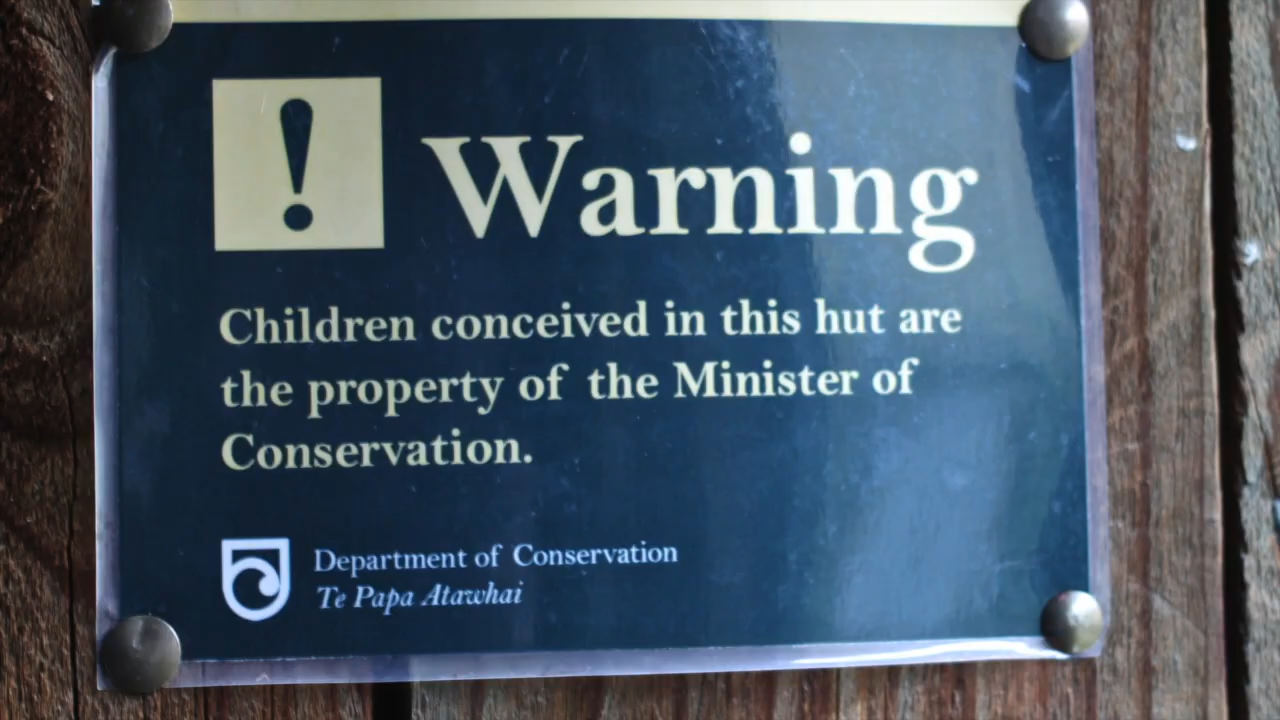 ! Warning
Children conceived in this hut are
the property of the Minister of
Conservation.
Department of Conservation
Te Papa Atawhai